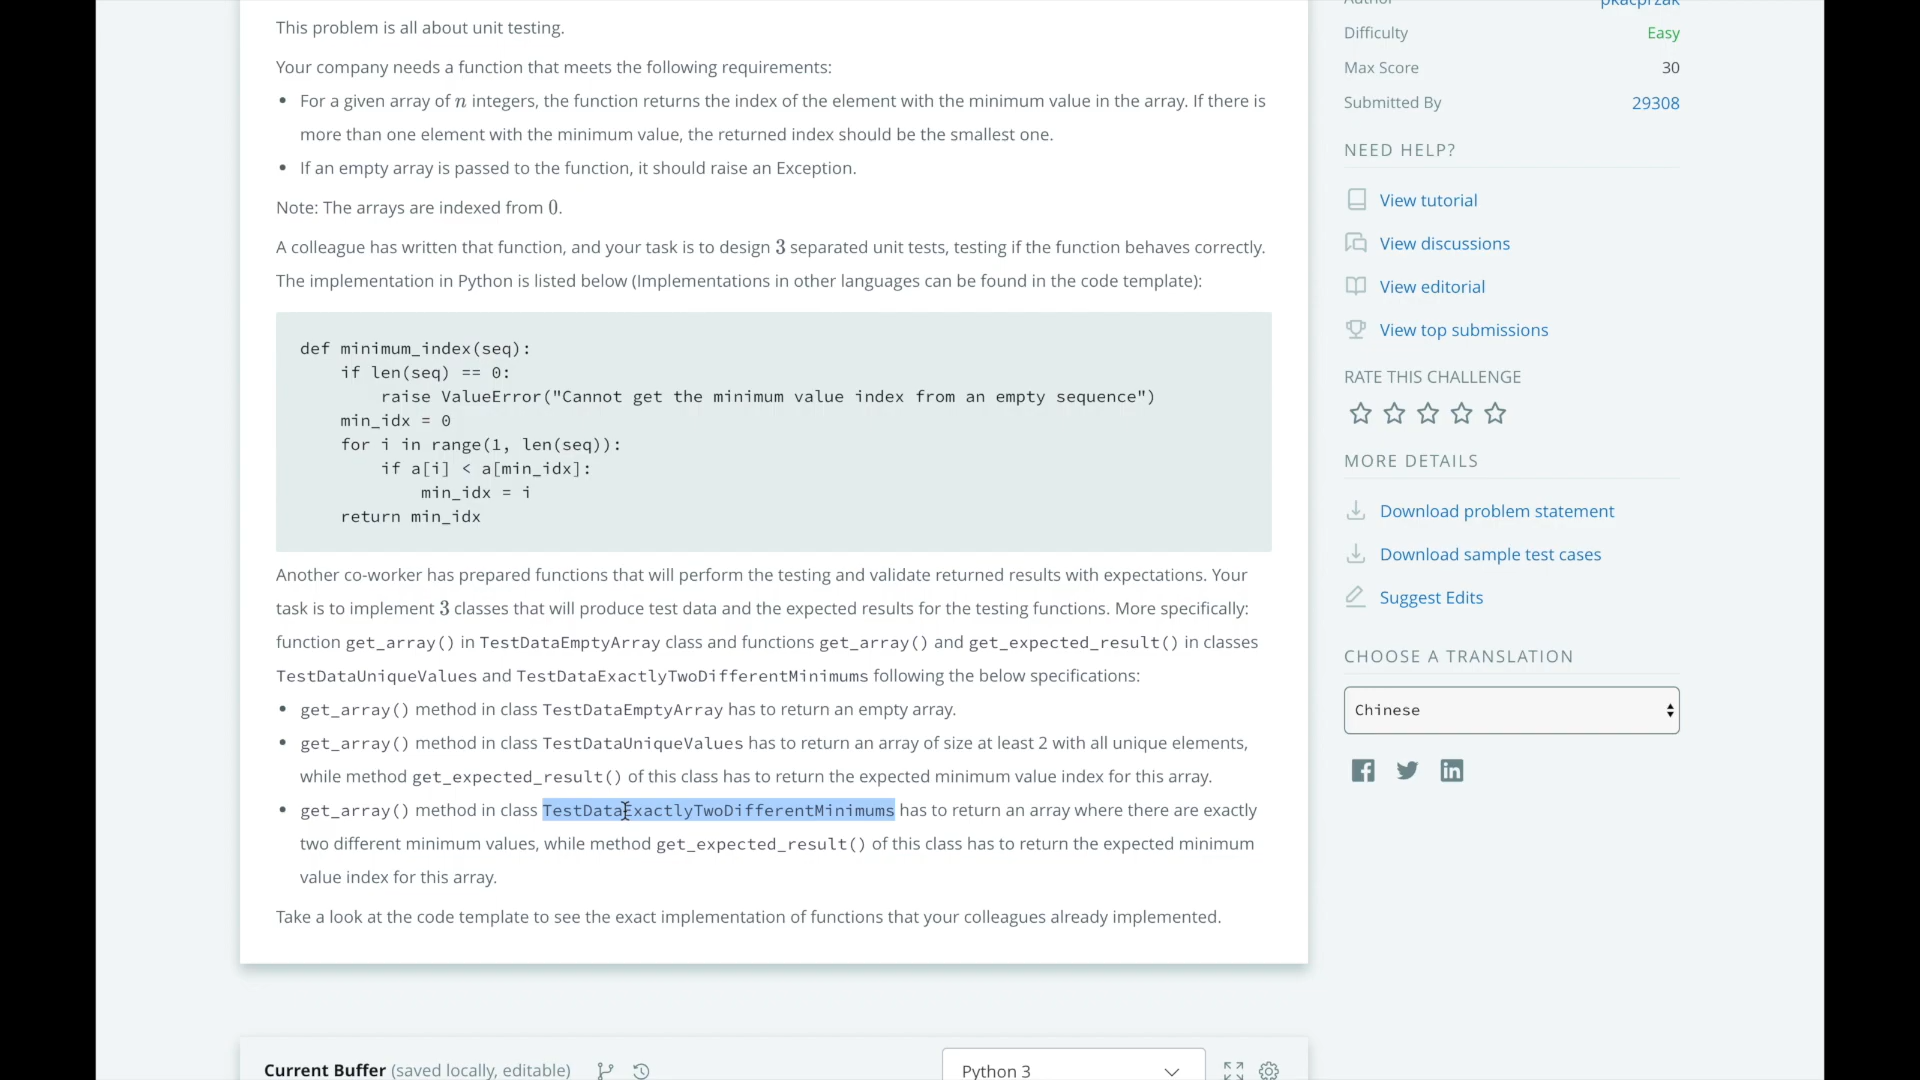 This problem is all about unit testing.
Your company needs a function that meets the following requirements:
• For a given array of n integers, the function returns the index of the element with the minimum value in the array. If there is
more than one element with the minimum value, the returned index should be the smallest one.
• If an empty array is passed to the function, it should raise an Exception.
Note: The arrays are indexed from 0.
A colleague has written that function, and your task is to design 3 separated unit tests, testing if the function behaves correctly.
The implementation in Python is listed below (Implementations in other languages can be found in the code template):
def minimum_index(seq):
    if len(seq) == 0:
        raise ValueError("Cannot get the minimum value index from an empty sequence")
    min_idx = 0
    for i in range(1, len(seq)):
        if a[i] < a[min_idx]:
            min_idx = i
    return min_idx
Another co-worker has prepared functions that will perform the testing and validate returned results with expectations. Your
task is to implement 3 classes that will produce test data and the expected results for the testing functions. More specifically:
function get_array() in TestDataEmptyArray class and functions get_array() and get_expected_result() in classes
TestDataUniqueValues and TestDataExactlyTwoDifferentMinimums following the below specifications:
• get_array() method in class TestDataEmptyArray has to return an empty array.
• get_array() method in class TestDataUniqueValues has to return an array of size at least 2 with all unique elements,
while method get_expected_result() of this class has to return the expected minimum value index for this array.
• get_array() method in class TestDataExactlyTwoDifferentMinimums has to return an array where there are exactly
two different minimum values, while method get_expected_result() of this class has to return the expected minimum
value index for this array.
Take a look at the code template to see the exact implementation of functions that your colleagues already implemented.
Current Buffer (saved locally, editable)
Python 3
Author pkacprzak
Difficulty Easy
Max Score 30
Submitted By 29308
NEED HELP?
View tutorial
View discussions
View editorial
View top submissions
RATE THIS CHALLENGE
MORE DETAILS
Download problem statement
Download sample test cases
Suggest Edits
CHOOSE A TRANSLATION
Chinese